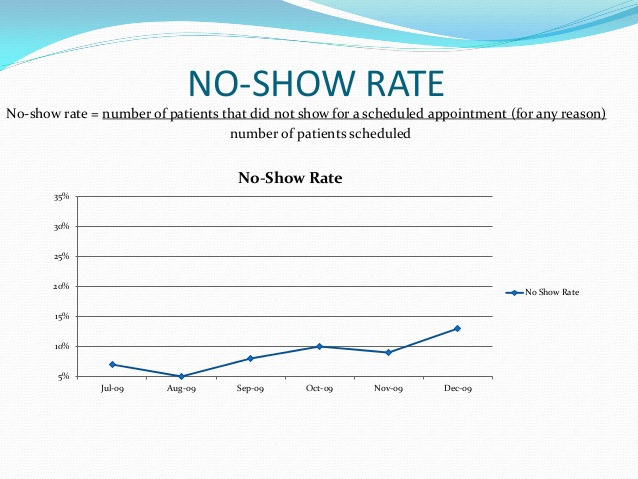 NO-SHOW RATE
No-show rate = number of patients that did not show for a scheduled appointment (for any reason)
number of patients scheduled
No-Show Rate
35%
30%
25%
20%
15%
10%
5%
Jul-09 Aug-09 Sep-09 Oct-09 Nov-09 Dec-09
No Show Rate